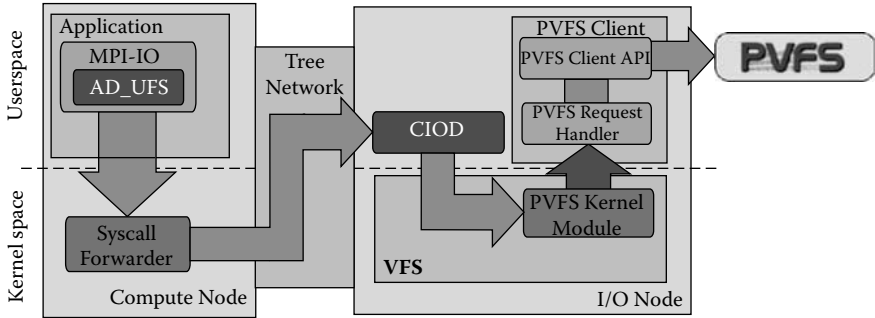 Userspace
Kernel space
Application
MPI-IO
AD_UFS
Syscall
Forwarder
Compute Node
Tree
Network
CIOD
PVFS Client
PVFS Client API
PVFS Request
Handler
PVFS Kernel
Module
VFS
I/O Node
PVFS